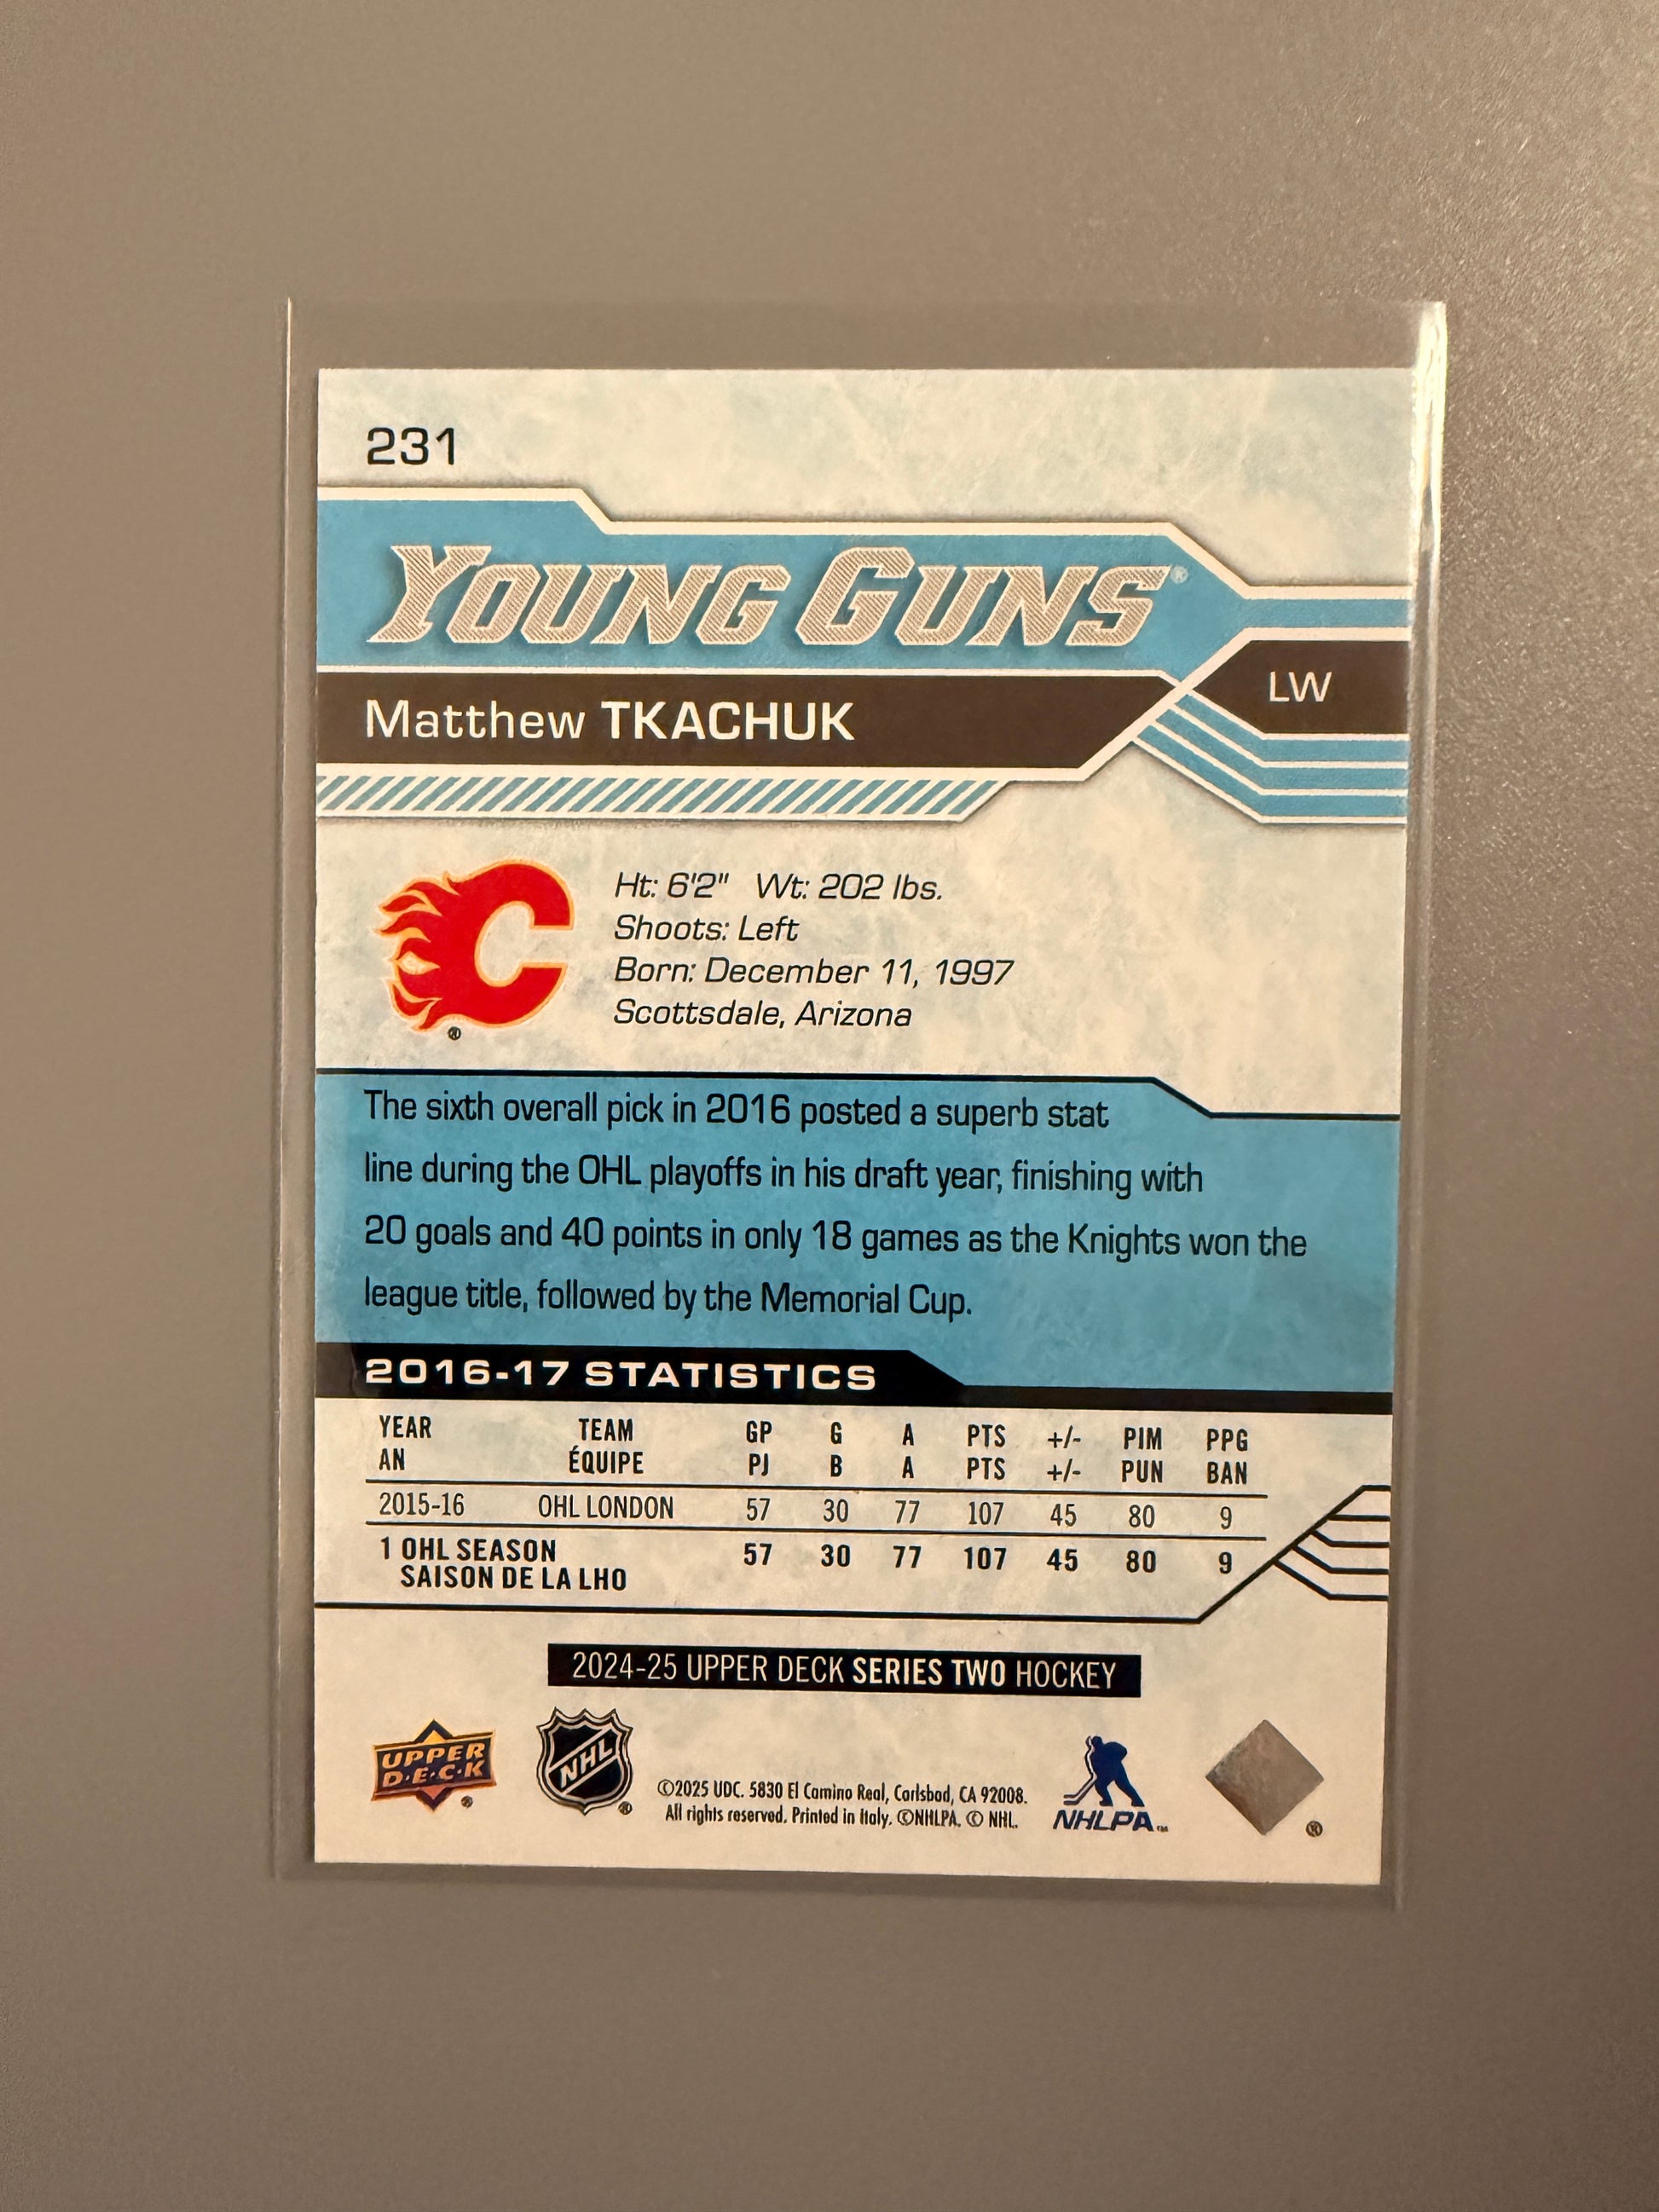 231
YOUNG GUNS®
LW
Matthew TKACHUK
Ht: 6'2" Wt: 202 lbs.
Shoots: Left
Born: December 11, 1997
Scottsdale, Arizona
®
The sixth overall pick in 2016 posted a superb stat
line during the OHL playoffs in his draft year, finishing with
20 goals and 40 points in only 18 games as the Knights won the
league title, followed by the Memorial Cup.
2016-17 STATISTICS
YEAR TEAM GP G A PTS +/- PIM PPG
AN ÉQUIPE PJ B A PTS +/- PUN BAN
2015-16 OHL LONDON 57 30 77 107 45 80 9
1 OHL SEASON 57 30 77 107 45 80 9
SAISON DE LA LHO
2024-25 UPPER DECK SERIES TWO HOCKEY
UPPER
D·E·C·K
®
NHL
®
©2025 UDC. 5830 El Camino Real, Carlsbad, CA 92008.
All rights reserved. Printed in Italy. ©NHLPA. © NHL.
NHLPA™
®